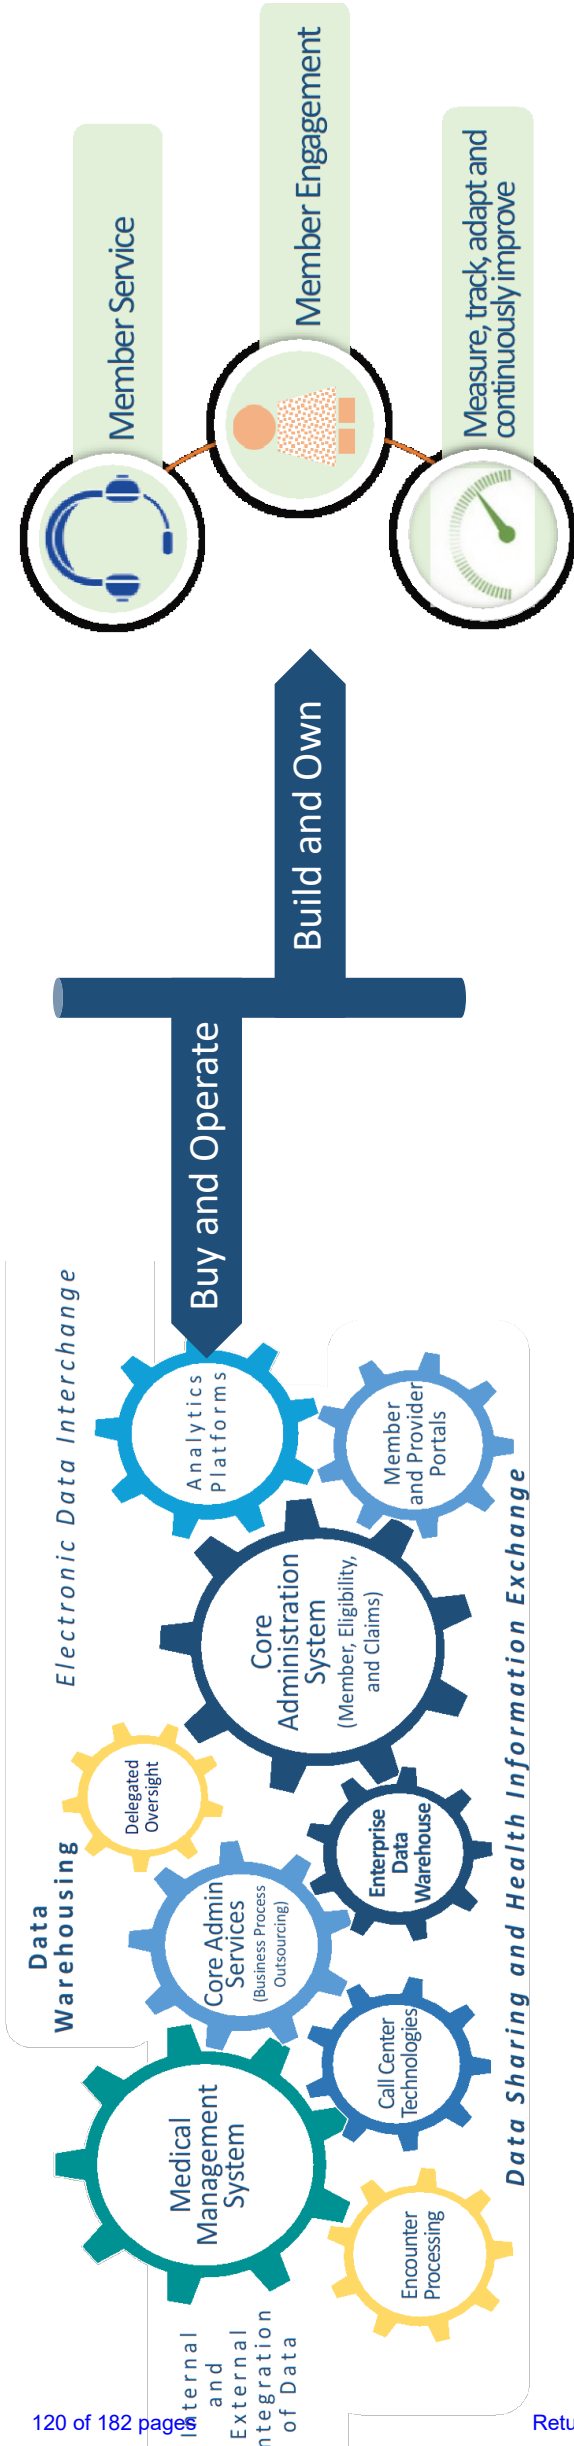 Internal
and
External
Integration
of Data
Medical
Management
System
Encounter
Processing
Call Center
Technologies
Data
Warehousing
Core Admin
Services
(Business Process
Outsourcing)
Delegated
Oversight
Enterprise
Data
Warehouse
Electronic Data Interchange
Core
Administration
System
(Member, Eligibility,
and Claims)
Analytics
Platforms
Member
and Provider
Portals
Data Sharing and Health Information Exchange
Buy and Operate
Build and Own
Member Service
Member Engagement
Measure, track, adapt and
continuously improve
120 of 182 pages